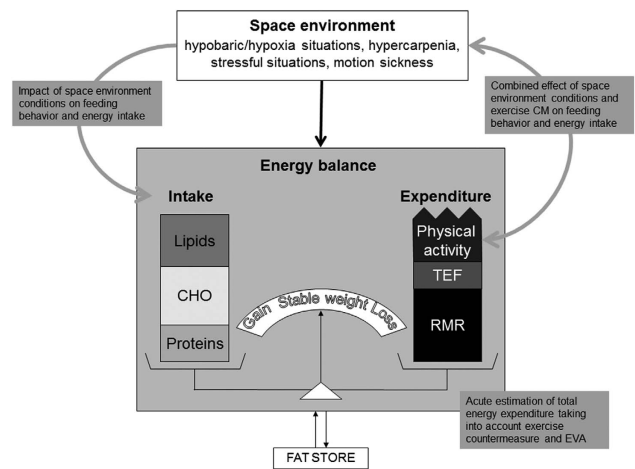 Space environment
hypobaric/hypoxia situations, hypercarpenia,
stressful situations, motion sickness
Impact of space environment
conditions on feeding
behavior and energy intake
Combined effect of space
environment conditions and
exercise CM on feeding
behavior and energy intake
Energy balance
Intake
Expenditure
Lipids
CHO
Proteins
Physical
activity
TEF
RMR
Gain Stable weight Loss
Acute estimation of total
energy expenditure taking
into account exercise
countermeasure and EVA
FAT STORE